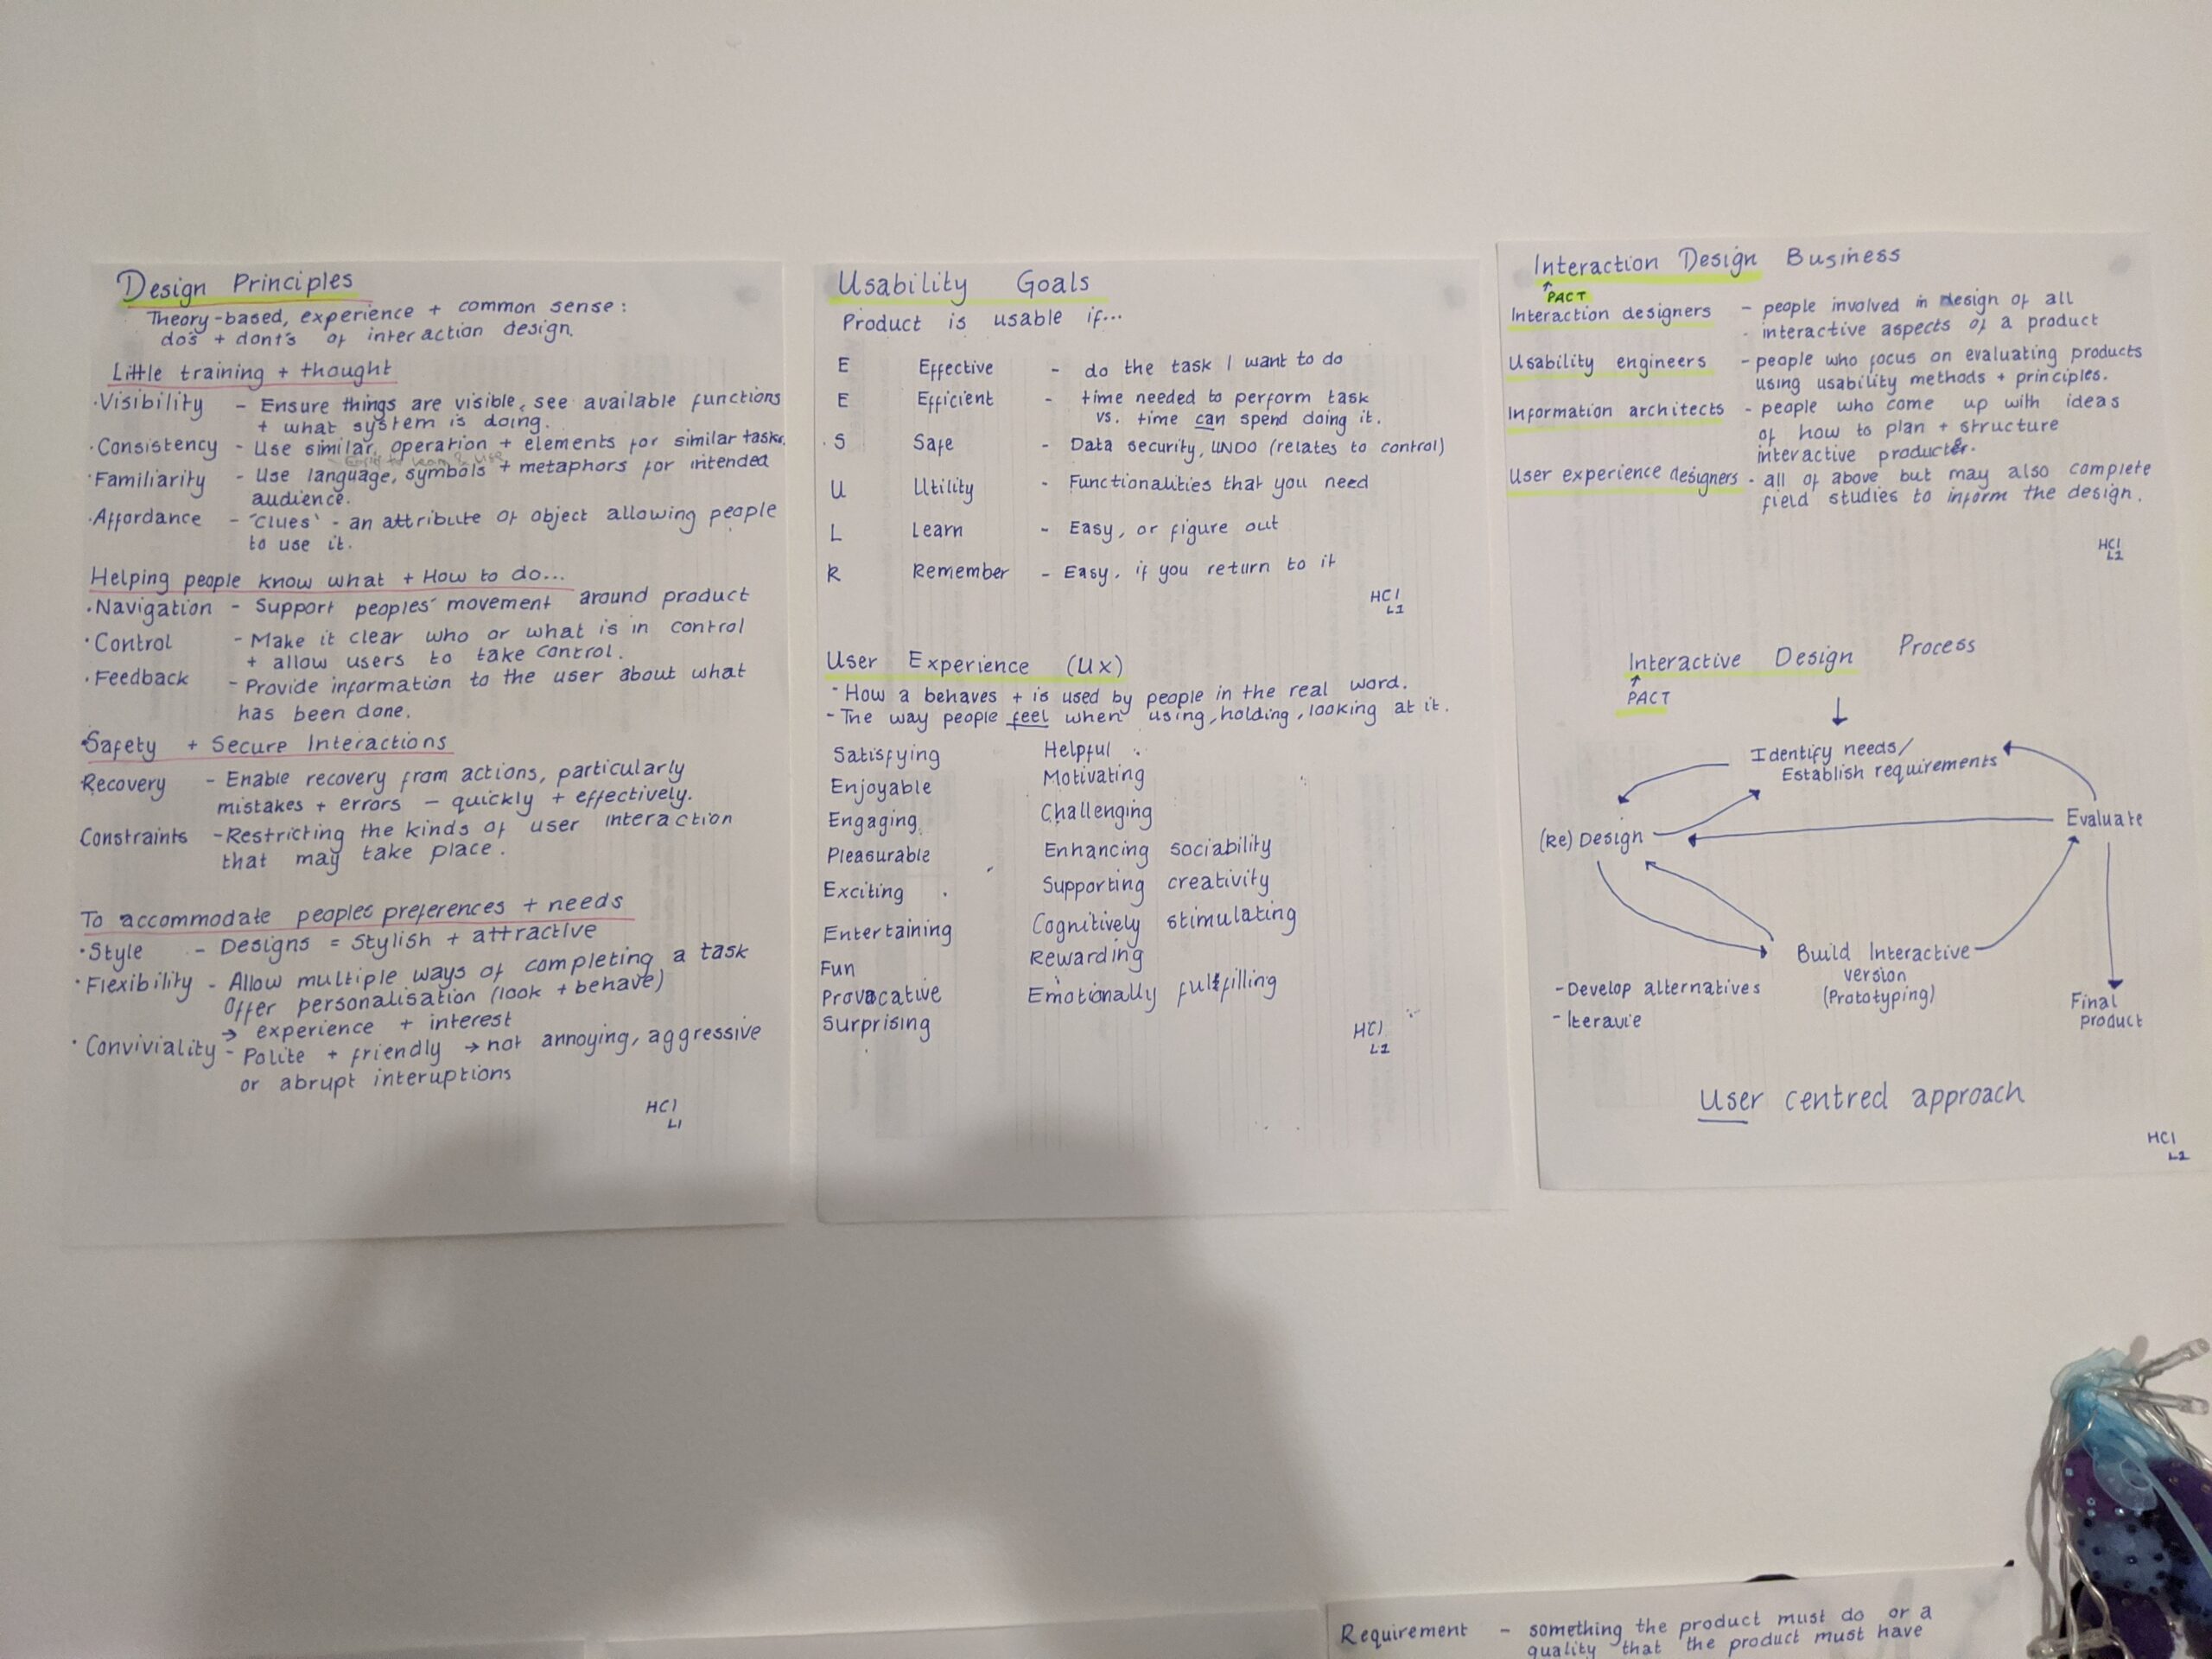 Design Principles
Theory-based, experience + common sense:
do's + dont's of interaction design.
Little training + thought
·Visibility - Ensure things are visible, see available functions
+ what system is doing.
·Consistency - Use similar, operation + elements for similar tasks.
·Familiarity - Use language, symbols + metaphors for intended
audience.
·Affordance - 'Clues' - an attribute of object allowing people
to use it.
Helping people know what + How to do...
·Navigation - Support peoples' movement around product
·Control - Make it clear who or what is in control
+ allow users to take control.
·Feedback - Provide information to the user about what
has been done.
·Safety + Secure Interactions
Recovery - Enable recovery from actions, particularly
mistakes + errors - quickly + effectively.
Constraints - Restricting the kinds of user interaction
that may take place.
To accommodate peoples preferences + needs
·Style - Designs = Stylish + attractive
·Flexibility - Allow multiple ways of completing a task
Offer personalisation (look + behave)
→ experience + interest
·Conviviality - Polite + friendly → not annoying, aggressive
or abrupt interuptions
HCI
L1
Usability Goals
Product is usable if...
E Effective - do the task I want to do
E Efficient - time needed to perform task
vs. time can spend doing it.
S Safe - Data security, UNDO (relates to control)
U Utility - Functionalities that you need
L Learn - Easy, or figure out
R Remember - Easy, if you return to it
HCI
L1
User Experience (Ux)
- How a behaves + is used by people in the real word.
- The way people feel when using, holding, looking at it.
Satisfying Helpful
Enjoyable Motivating
Engaging Challenging
Pleasurable Enhancing sociability
Exciting Supporting creativity
Entertaining Cognitively stimulating
Fun Rewarding
Provocative Emotionally fulfilling
Surprising
HCI
L1
Interaction Design Business
↑
PACT
Interaction designers - people involved in design of all
- interactive aspects of a product
Usability engineers - people who focus on evaluating products
using usability methods + principles.
Information architects - people who come up with ideas
of how to plan + structure
interactive products.
User experience designers - all of above but may also complete
field studies to inform the design.
HCI
L1
Interactive Design Process
↑
PACT
Identify needs/
Establish requirements
Evaluate
(Re) Design
Build Interactive
version
(Prototyping)
- Develop alternatives
- Iteravie
Final
product
User centred approach
HCI
L1
Requirement - something the product must do or a
quality that the product must have